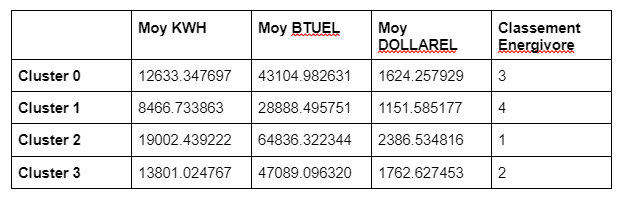 Moy KWH Moy BTUEL Moy DOLLAREL Classement Energivore
Cluster 0 12633.347697 43104.982631 1624.257929 3
Cluster 1 8466.733863 28888.495751 1151.585177 4
Cluster 2 19002.439222 64836.322344 2386.534816 1
Cluster 3 13801.024767 47089.096320 1762.627453 2